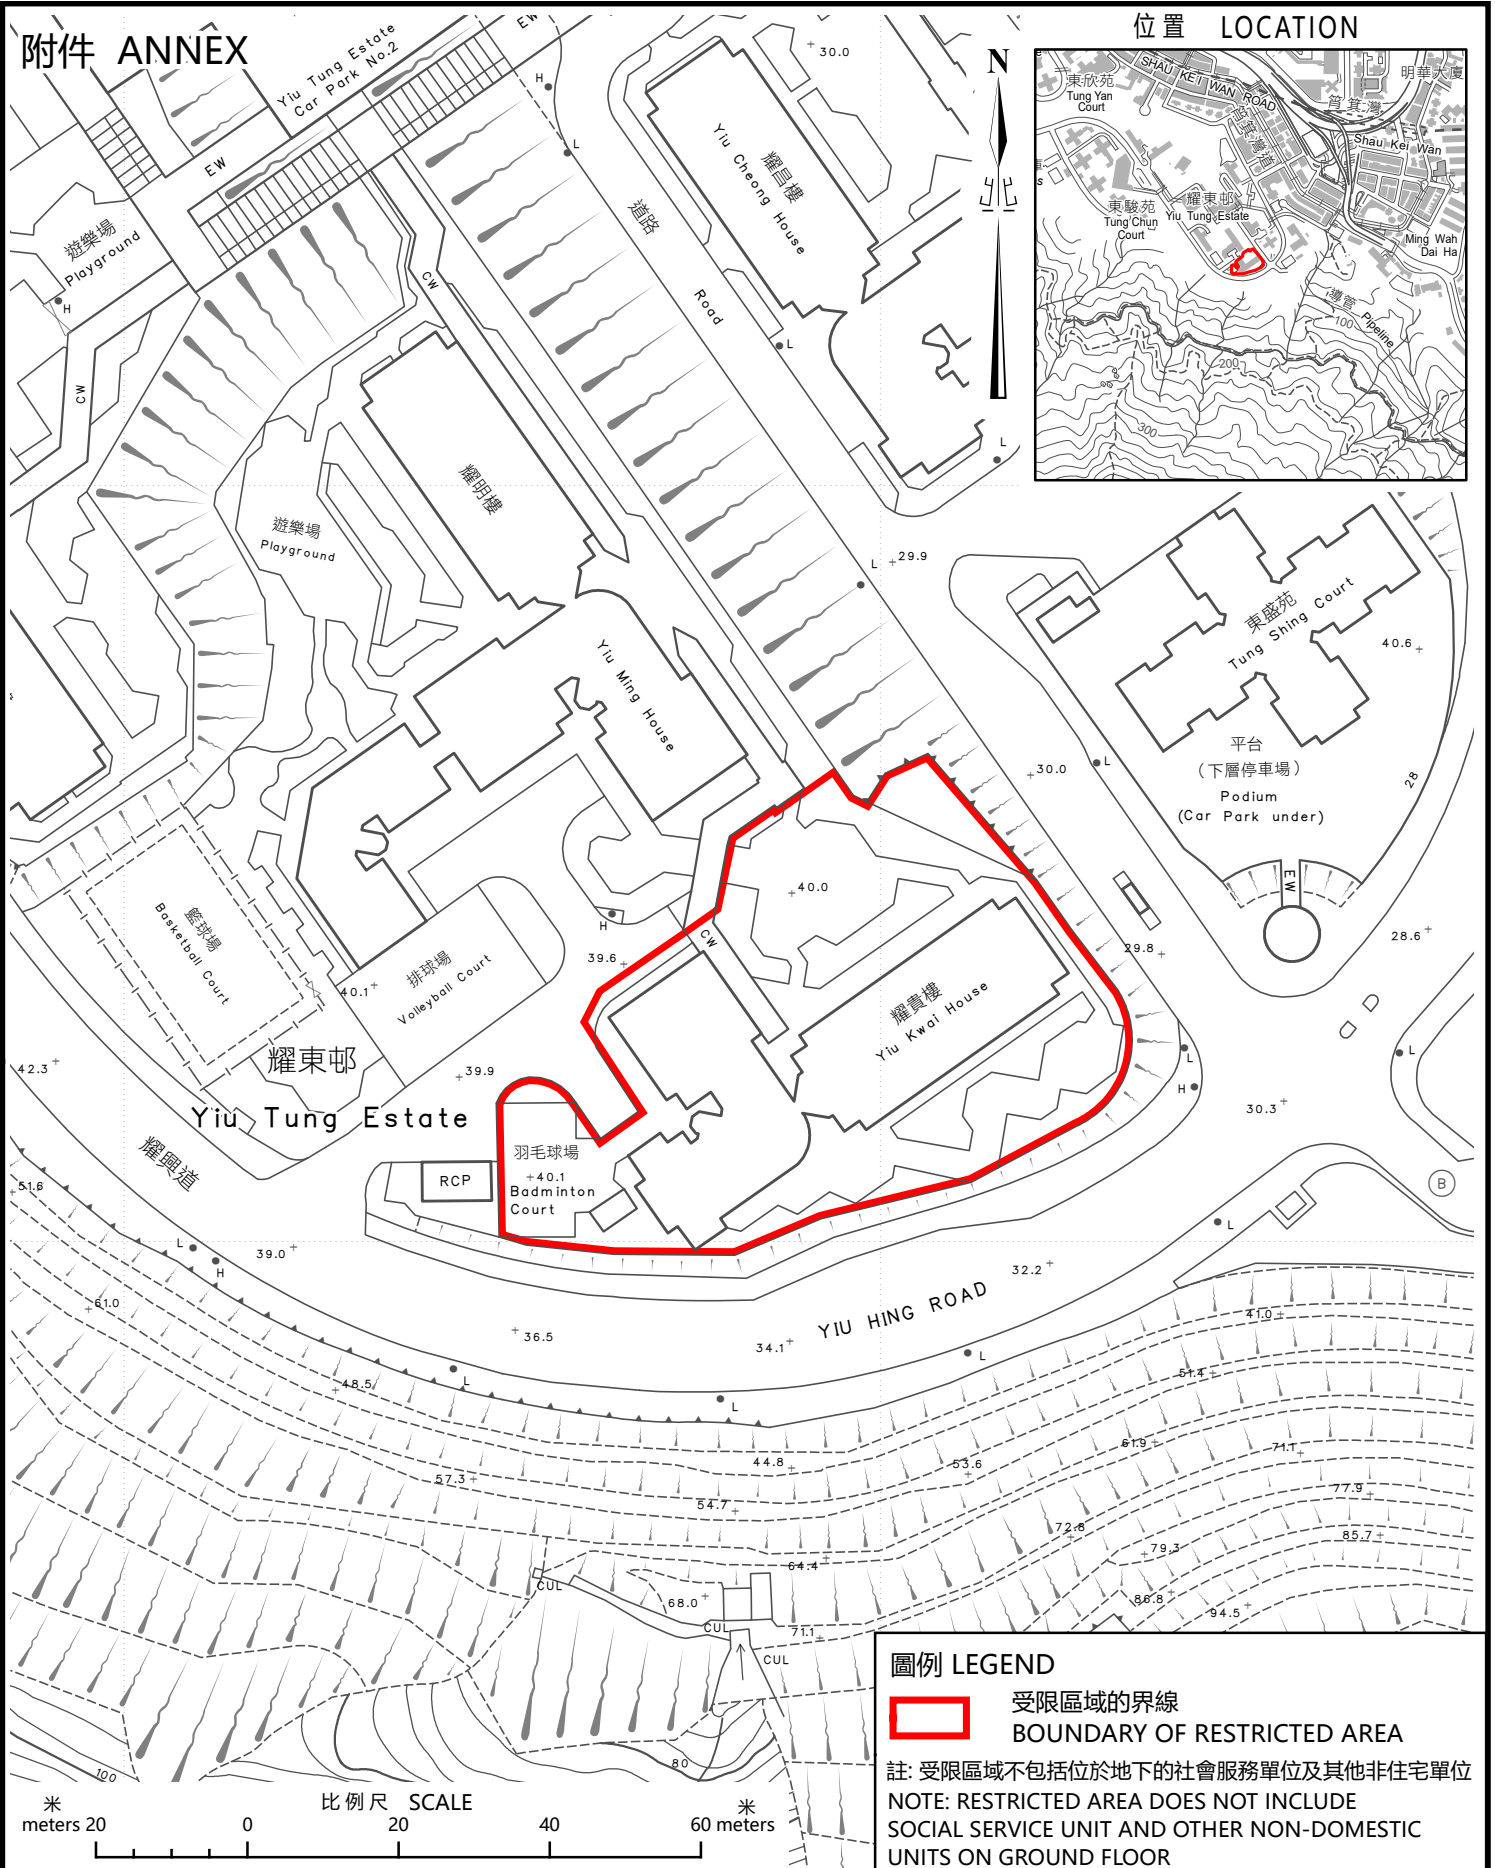 附件 ANNEX
位置 LOCATION
東欣苑
Tung Yan
Court
SHAU KEI WAN ROAD
筲箕灣道
筲箕灣
Shau Kei Wan
明華大廈
Ming Wah
Dai Ha
東駿苑
Tung Chun
Court
耀東邨
Yiu Tung Estate
導管
Pipeline
100
200
300
N
Yiu Tung Estate
Car Park No.2
EW
EW
H
L
30.0
遊樂場
Playground
H
CW
CW
道路
Road
耀昌樓
Yiu Cheong House
L
L
耀明樓
Yiu Ming House
遊樂場
Playground
L
29.9
東盛苑
Tung Shing Court
40.6
平台
(下層停車場)
Podium
(Car Park under)
28
30.0
L
EW
28.6
29.8
40.0
CW
H
39.6
籃球場
Basketball Court
排球場
Volleyball Court
40.1
耀貴樓
Yiu Kwai House
42.3
耀東邨
Yiu Tung Estate
39.9
L
H
L
30.3
羽毛球場
40.1
Badminton
Court
RCP
耀興道
51.6
L
H
39.0
B
L
32.2
YIU HING ROAD
61.0
36.5
34.1
L
41.0
48.5
L
L
51.4
44.8
61.9
71.1
57.3
53.6
54.7
77.9
72.8
85.7
79.3
64.4
CUL
68.0
86.8
94.5
CUL
71.1
CUL
80
100
圖例 LEGEND
受限區域的界線
BOUNDARY OF RESTRICTED AREA
註: 受限區域不包括位於地下的社會服務單位及其他非住宅單位
NOTE: RESTRICTED AREA DOES NOT INCLUDE
SOCIAL SERVICE UNIT AND OTHER NON-DOMESTIC
UNITS ON GROUND FLOOR
米 比例尺 SCALE 米
meters 20 0 20 40 60 meters